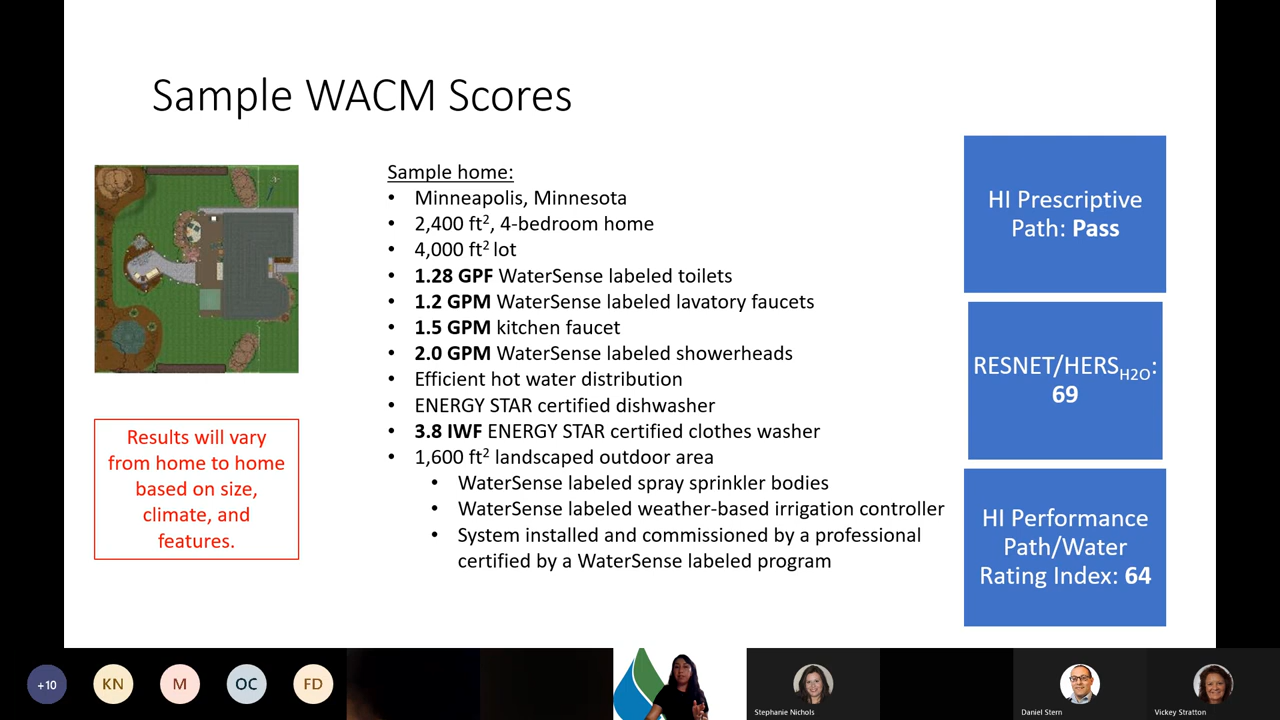 Sample WACM Scores
Sample home:
• Minneapolis, Minnesota
• 2,400 ft², 4-bedroom home
• 4,000 ft² lot
• 1.28 GPF WaterSense labeled toilets
• 1.2 GPM WaterSense labeled lavatory faucets
• 1.5 GPM kitchen faucet
• 2.0 GPM WaterSense labeled showerheads
• Efficient hot water distribution
• ENERGY STAR certified dishwasher
• 3.8 IWF ENERGY STAR certified clothes washer
• 1,600 ft² landscaped outdoor area
• WaterSense labeled spray sprinkler bodies
• WaterSense labeled weather-based irrigation controller
• System installed and commissioned by a professional
certified by a WaterSense labeled program
Results will vary
from home to home
based on size,
climate, and
features.
HI Prescriptive
Path: Pass
RESNET/HERSH2O:
69
HI Performance
Path/Water
Rating Index: 64
+10
KN
M
OC
FD
Stephanie Nichols
Daniel Stern
Vickey Stratton